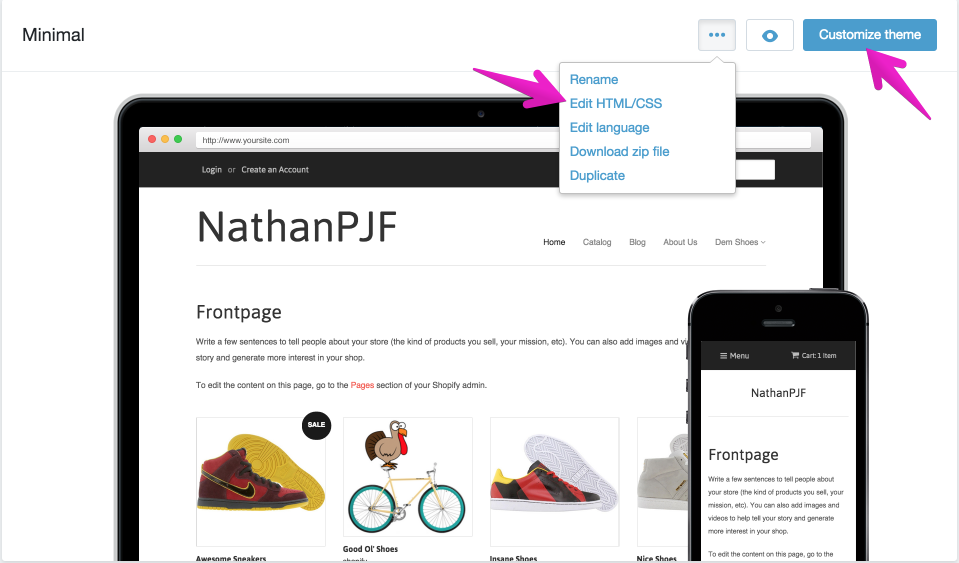 Minimal
•••
Customize theme
Rename
Edit HTML/CSS
Edit language
Download zip file
Duplicate
http://www.yoursite.com
Login or Create an Account
NathanPJF
Home Catalog Blog About Us Dem Shoes
Frontpage
Write a few sentences to tell people about your store (the kind of products you sell, your mission, etc). You can also add images and
story and generate more interest in your shop.
To edit the content on this page, go to the Pages section of your Shopify admin.
SALE
Awesome Sneakers
Good Ol' Shoes
shopify
Insane Shoes
Nice Shoes
Menu
Cart: 1 Item
NathanPJF
Frontpage
Write a few sentences to tell people about
your store (the kind of products you sell, your
mission, etc). You can also add images and
videos to help tell your story and generate
more interest in your shop.
To edit the content on this page, go to the